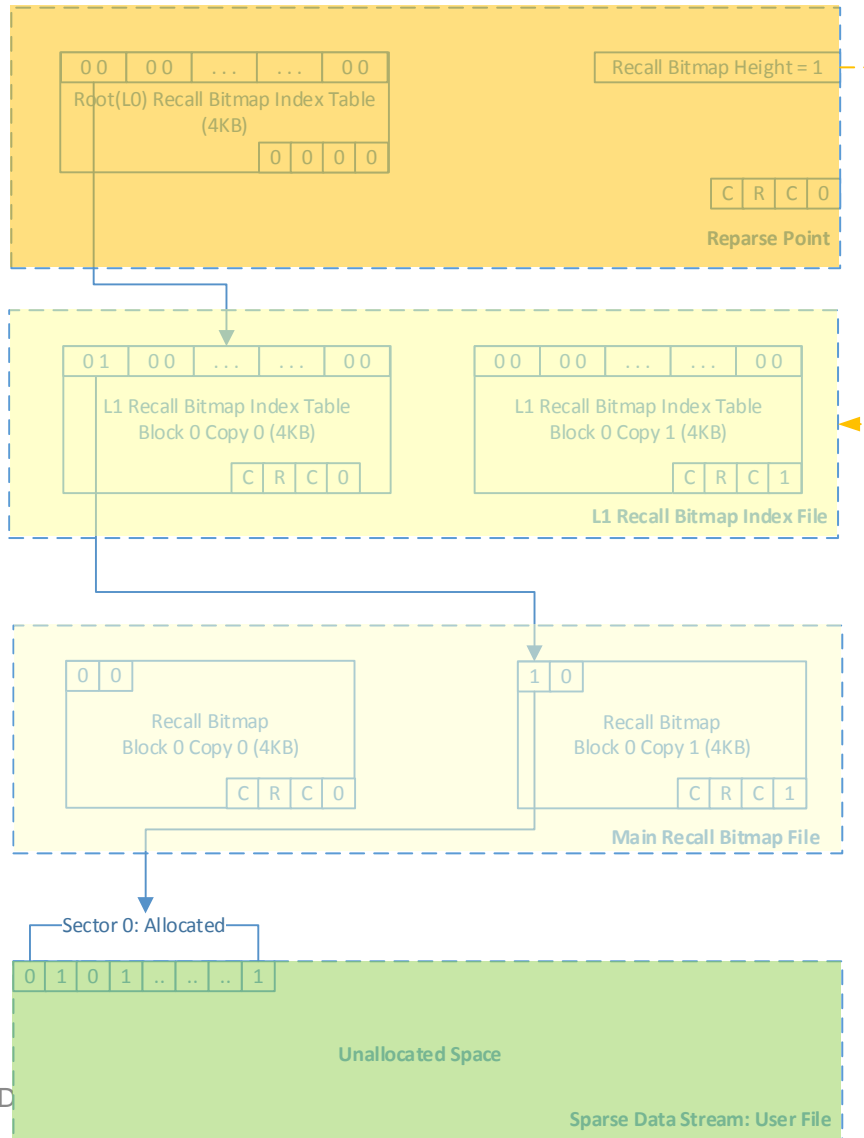 00 00 ... ... 00
Recall Bitmap Height = 1
Root(L0) Recall Bitmap Index Table
(4KB)
0 0 0 0
C R C 0
Reparse Point
01 00 ... ... 00
00 00 ... ... 00
L1 Recall Bitmap Index Table
Block 0 Copy 0 (4KB)
L1 Recall Bitmap Index Table
Block 0 Copy 1 (4KB)
C R C 0
C R C 1
L1 Recall Bitmap Index File
0 0
1 0
Recall Bitmap
Block 0 Copy 0 (4KB)
Recall Bitmap
Block 0 Copy 1 (4KB)
C R C 0
C R C 1
Main Recall Bitmap File
Sector 0: Allocated
0 1 0 1 .. .. .. 1
Unallocated Space
D
Sparse Data Stream: User File